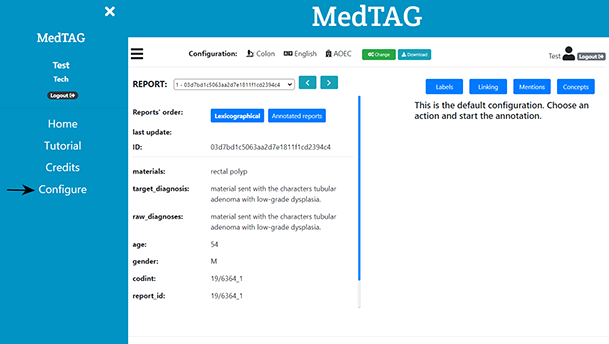 MedTAG
MedTAG
Test
Tech
Logout
Home
Tutorial
Credits
Configure
Configuration: Colon English AOEC Change Download
Test Logout
REPORT: 1 - 03d7bd1c5063aa2d7e1811f1cd2394c4
Labels Linking Mentions Concepts
This is the default configuration. Choose an
action and start the annotation.
Reports' order: Lexicographical Annotated reports
last update:
ID: 03d7bd1c5063aa2d7e1811f1cd2394c4
materials: rectal polyp
target_diagnosis: material sent with the characters tubular
adenoma with low-grade dysplasia.
raw_diagnoses: material sent with the characters tubular
adenoma with low-grade dysplasia.
age: 54
gender: M
codint: 19/6364_1
report_id: 19/6364_1